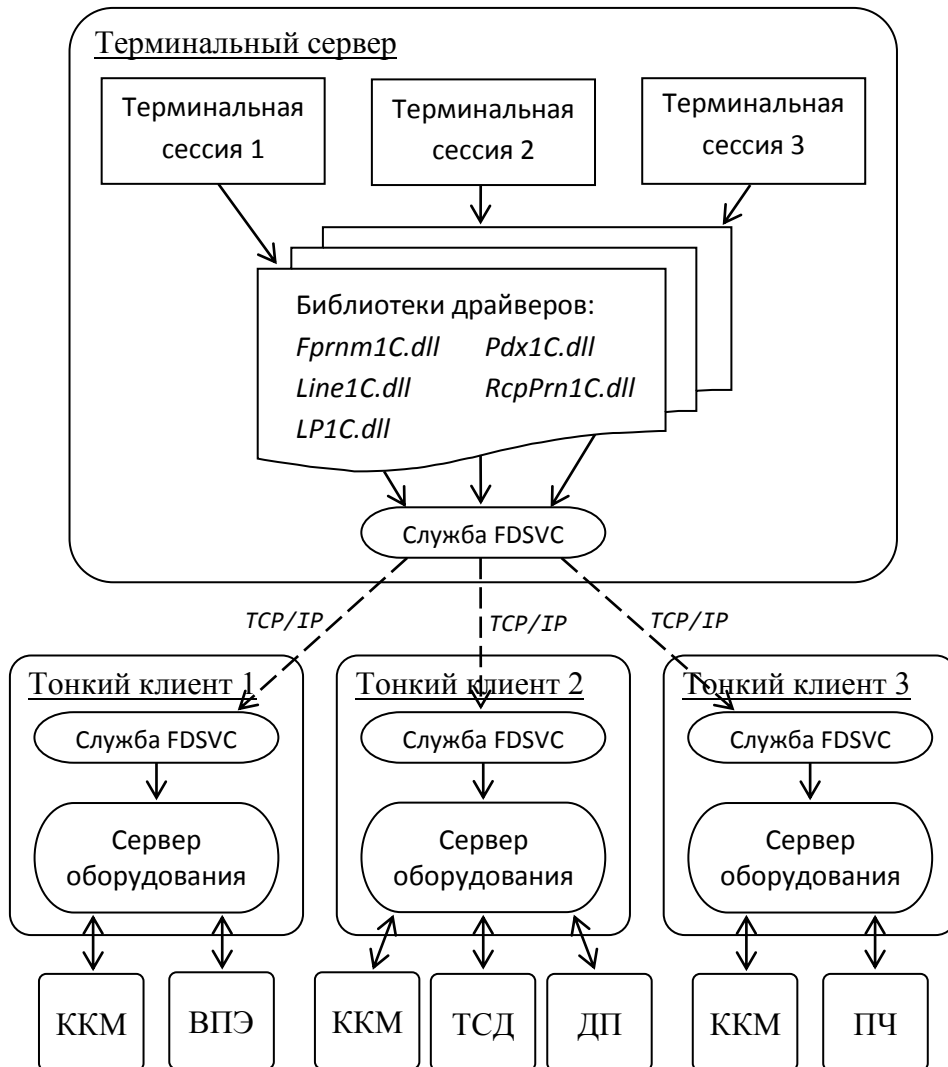 Терминальный сервер
Терминальная
сессия 1
Терминальная
сессия 2
Терминальная
сессия 3
Библиотеки драйверов:
Fprnm1C.dll Pdx1C.dll
Line1C.dll RcpPrn1C.dll
LP1C.dll
Служба FDSVC
TCP/IP
TCP/IP
TCP/IP
Тонкий клиент 1
Тонкий клиент 2
Тонкий клиент 3
Служба FDSVC
Служба FDSVC
Служба FDSVC
Сервер
оборудования
Сервер
оборудования
Сервер
оборудования
ККМ
ВПЭ
ККМ
ТСД
ДП
ККМ
ПЧ